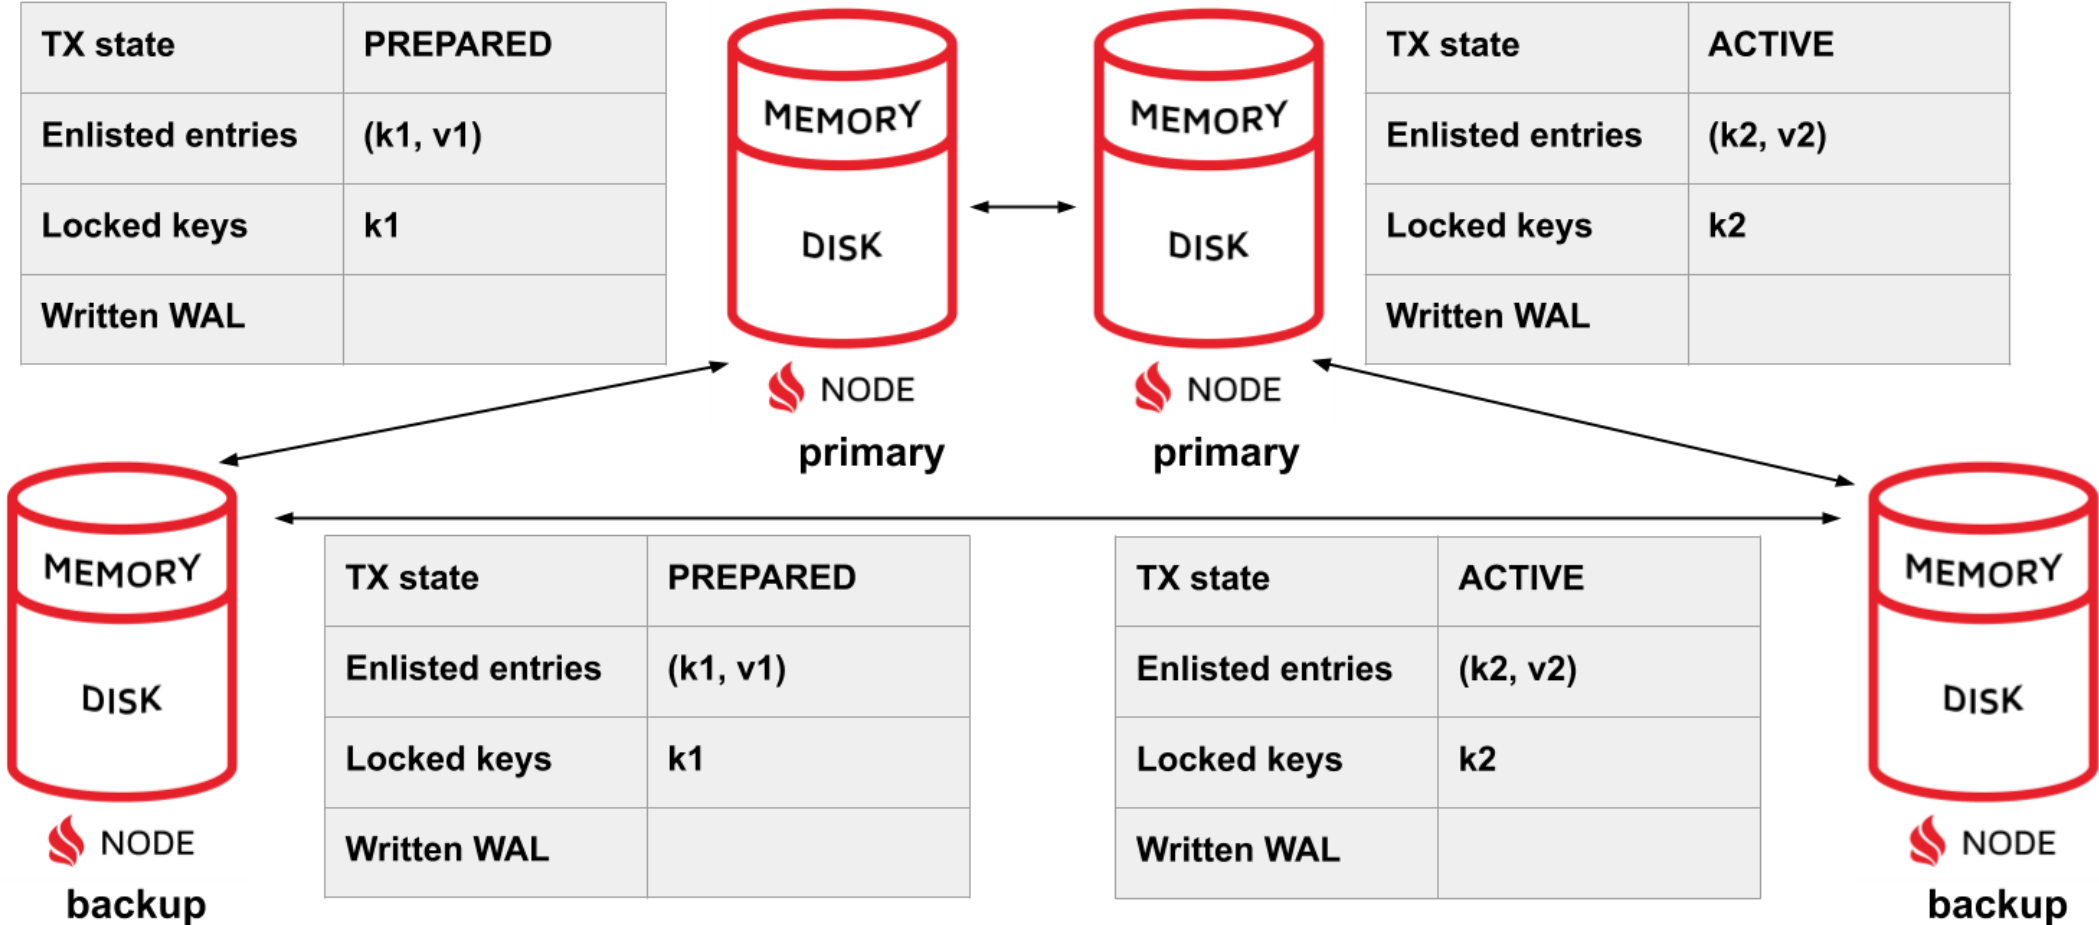 TX state PREPARED
Enlisted entries (k1, v1)
Locked keys k1
Written WAL
MEMORY
DISK
NODE
primary
MEMORY
DISK
NODE
primary
TX state ACTIVE
Enlisted entries (k2, v2)
Locked keys k2
Written WAL
MEMORY
DISK
NODE
backup
TX state PREPARED
Enlisted entries (k1, v1)
Locked keys k1
Written WAL
TX state ACTIVE
Enlisted entries (k2, v2)
Locked keys k2
Written WAL
MEMORY
DISK
NODE
backup